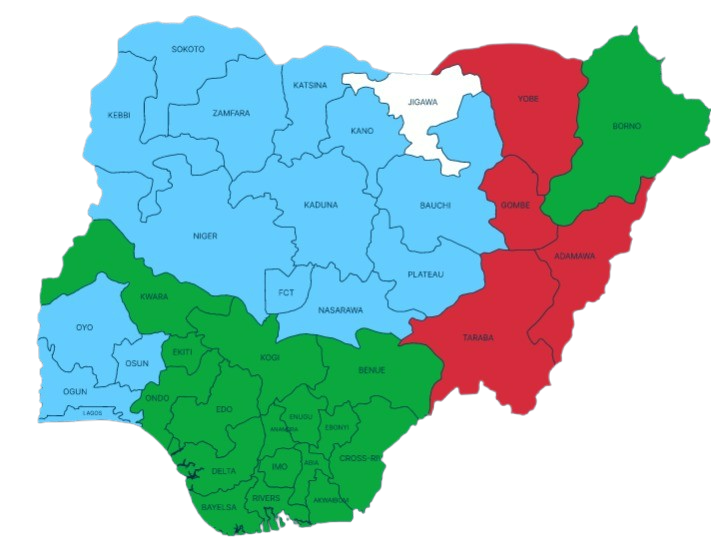 SOKOTO
KATSINA
JIGAWA
YOBE
BORNO
KEBBI
ZAMFARA
KANO
KADUNA
BAUCHI
GOMBE
NIGER
ADAMAWA
PLATEAU
FCT
KWARA
NASARAWA
OYO
TARABA
EKITI
KOGI
OSUN
BENUE
OGUN
ONDO
EDO
LAGOS
ENUGU
ANAMBRA
EBONYI
CROSS-RIV
IMO
ABIA
DELTA
RIVERS
AKWAIBOM
BAYELSA